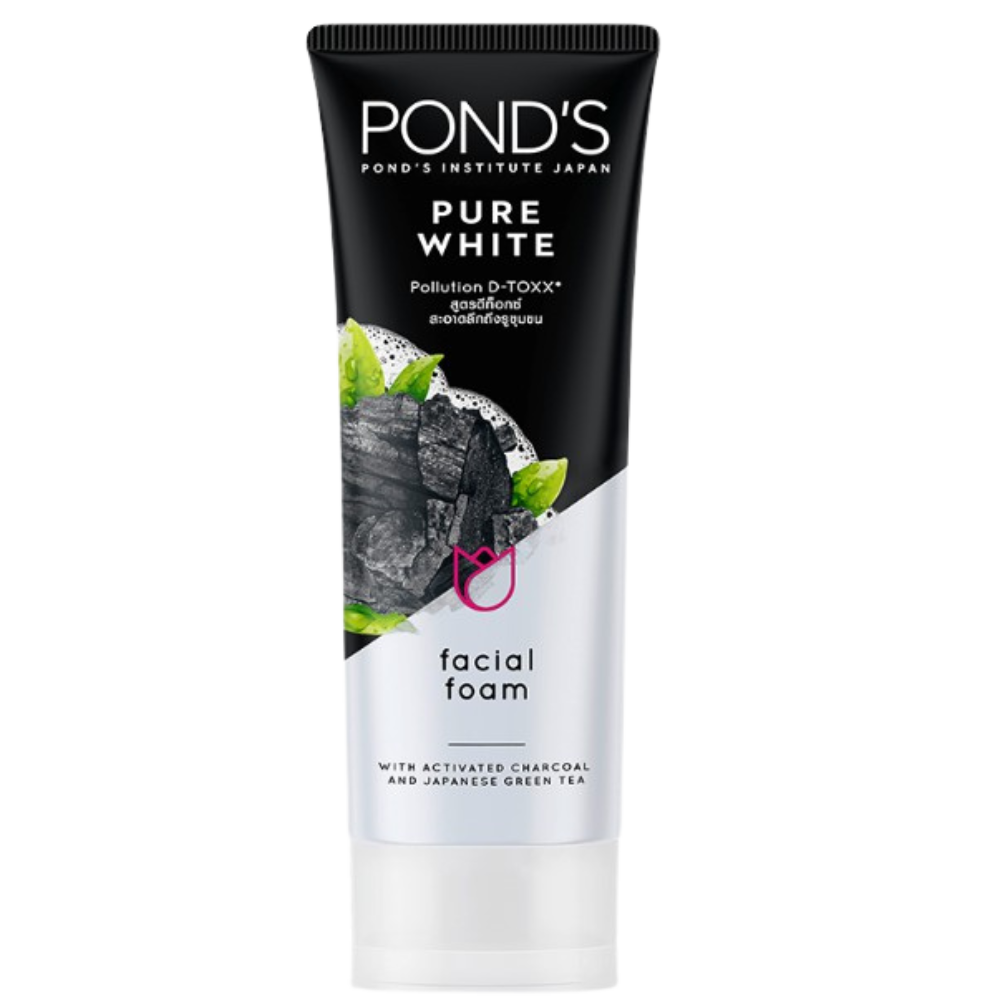 POND'S
POND'S INSTITUTE JAPAN
PURE
WHITE
Pollution D-TOXX*
สูตรดีท็อกซ์
สะอาดลึกถึงรูขุมขน
facial
foam
WITH ACTIVATED CHARCOAL
AND JAPANESE GREEN TEA